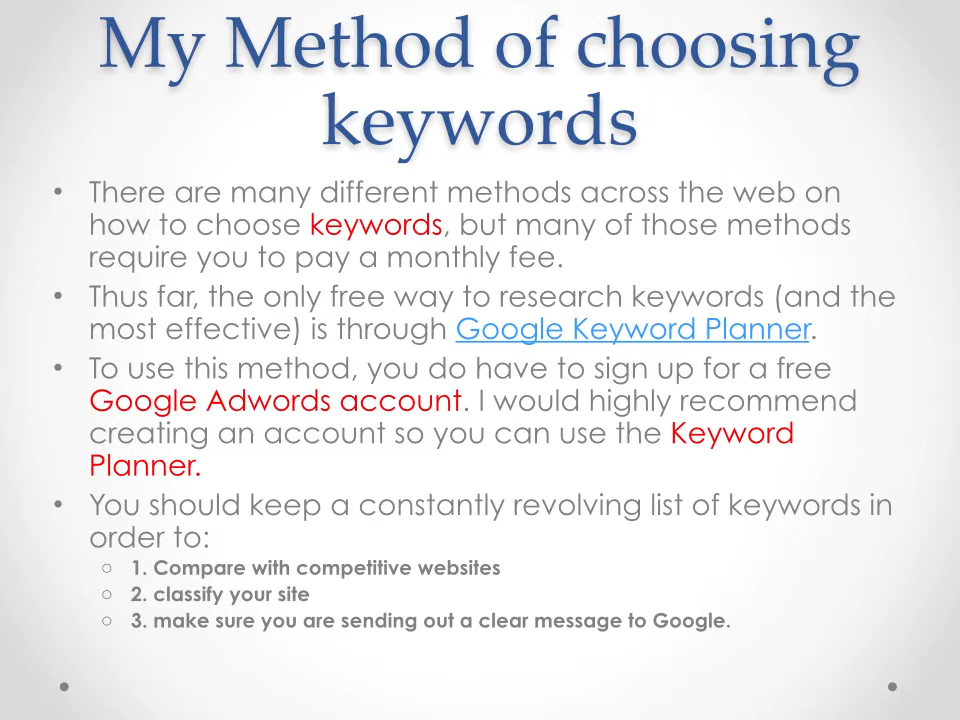 My Method of choosing
keywords
• There are many different methods across the web on
how to choose keywords, but many of those methods
require you to pay a monthly fee.
• Thus far, the only free way to research keywords (and the
most effective) is through Google Keyword Planner.
• To use this method, you do have to sign up for a free
Google Adwords account. I would highly recommend
creating an account so you can use the Keyword
Planner.
• You should keep a constantly revolving list of keywords in
order to:
○ 1. Compare with competitive websites
○ 2. classify your site
○ 3. make sure you are sending out a clear message to Google.